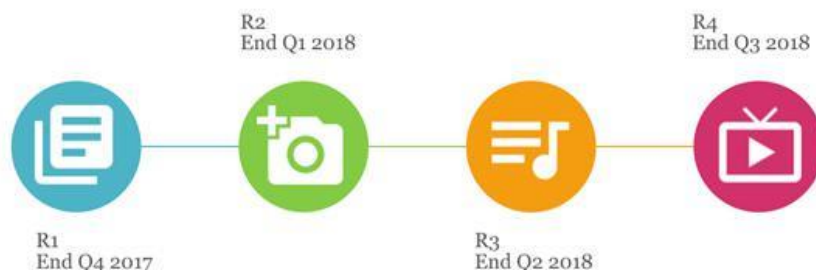 R1
End Q4 2017
R2
End Q1 2018
R3
End Q2 2018
R4
End Q3 2018